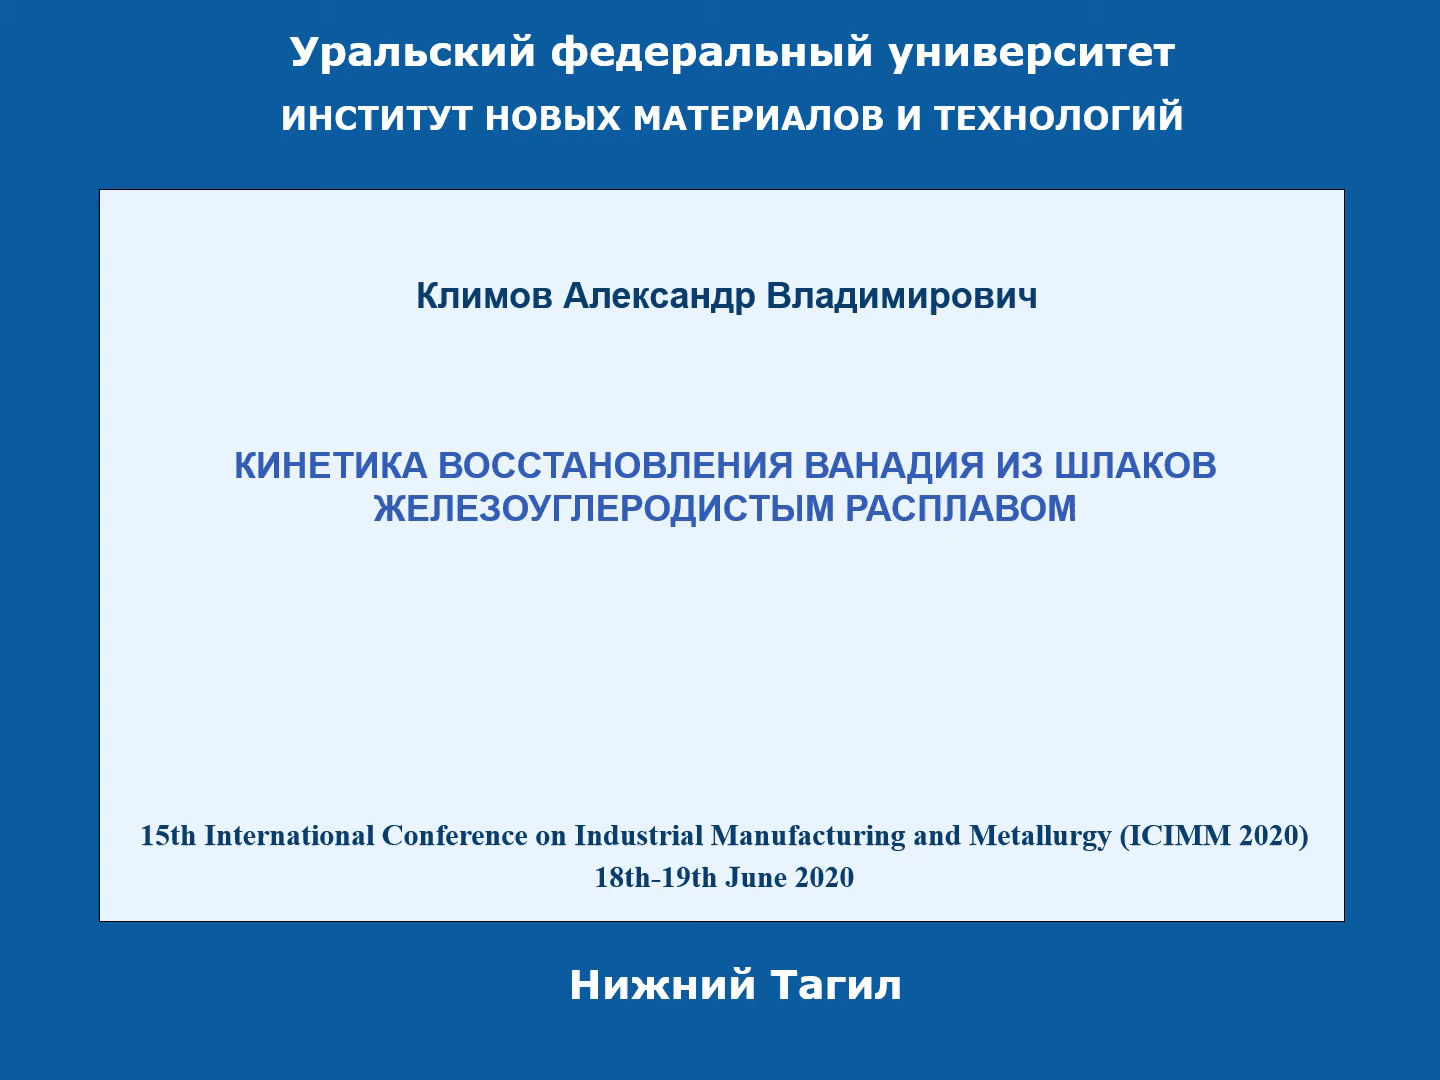 Уральский федеральный университет
ИНСТИТУТ НОВЫХ МАТЕРИАЛОВ И ТЕХНОЛОГИЙ
Климов Александр Владимирович
КИНЕТИКА ВОССТАНОВЛЕНИЯ ВАНАДИЯ ИЗ ШЛАКОВ
ЖЕЛЕЗОУГЛЕРОДИСТЫМ РАСПЛАВОМ
15th International Conference on Industrial Manufacturing and Metallurgy (ICIMM 2020)
18th-19th June 2020
Нижний Тагил